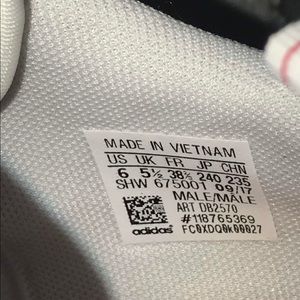 MADE IN VIETNAM
US UK FR JP CHN
6 5½ 38⅔ 240 235
SHW 675001 09/17
MALE/MALE
ART DB2570
#118765369
adidas FC0XDQ0k00027